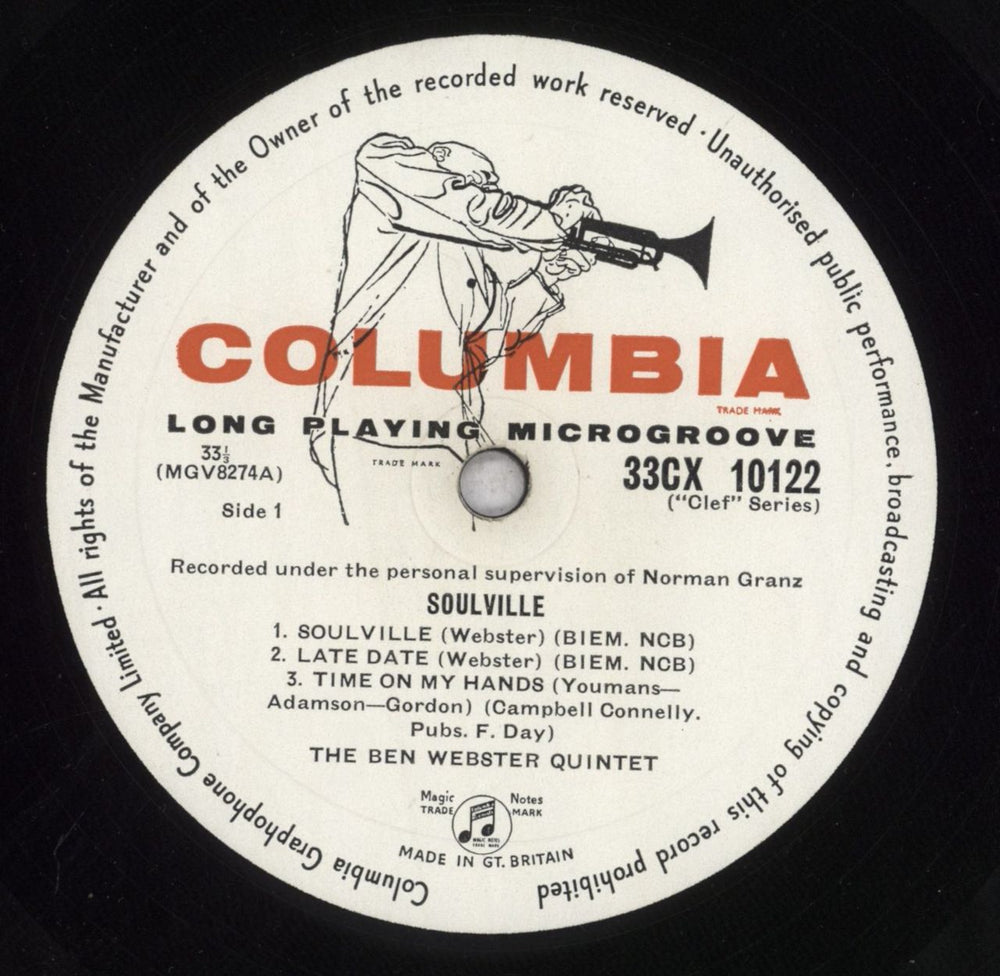 Columbia Graphophone Company Limited · All rights of the Manufacturer and of the Owner of the recorded work reserved · Unauthorised public performance, broadcasting and copying of this record prohibited
COLUMBIA
TRADE MARK
LONG PLAYING MICROGROOVE
TRADE MARK
33⅓
(MGV8274A)
Side 1
33CX 10122
("Clef" Series)
Recorded under the personal supervision of Norman Granz
SOULVILLE
1. SOULVILLE (Webster) (BIEM. NCB)
2. LATE DATE (Webster) (BIEM. NCB)
3. TIME ON MY HANDS (Youmans—
Adamson—Gordon) (Campbell Connelly.
Pubs. F. Day)
THE BEN WEBSTER QUINTET
Magic Notes
TRADE MARK
MAGIC NOTES
TRADE MARK
MADE IN GT. BRITAIN